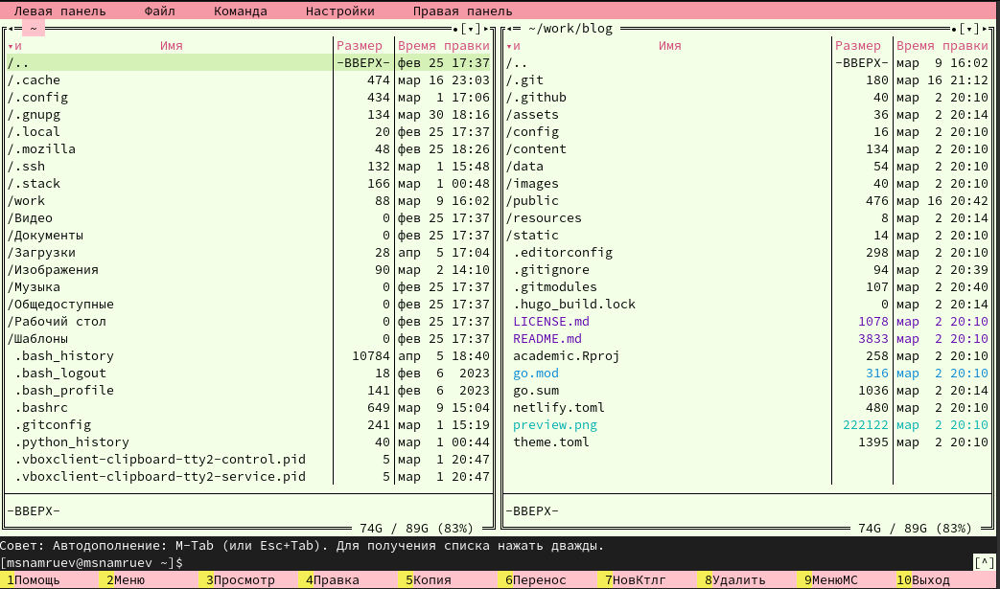 Левая панель Файл Команда Настройки Правая панель
~ [▾] ~/work/blog [▾]
▾и Имя Размер Время правки ▾и Имя Размер Время правки
/.. -ВВЕРХ- фев 25 17:37 /.. -ВВЕРХ- мар 9 16:02
/.cache 474 мар 16 23:03 /.git 180 мар 16 21:12
/.config 434 мар 1 17:06 /.github 40 мар 2 20:10
/.gnupg 134 мар 30 18:16 /assets 36 мар 2 20:14
/.local 20 фев 25 17:37 /config 16 мар 2 20:10
/.mozilla 48 фев 25 18:26 /content 134 мар 2 20:10
/.ssh 132 мар 1 15:48 /data 54 мар 2 20:10
/.stack 166 мар 1 00:48 /images 40 мар 2 20:10
/work 88 мар 9 16:02 /public 476 мар 16 20:42
/Видео 0 фев 25 17:37 /resources 8 мар 2 20:14
/Документы 0 фев 25 17:37 /static 14 мар 2 20:10
/Загрузки 28 апр 5 17:04 .editorconfig 298 мар 2 20:10
/Изображения 90 мар 2 14:10 .gitignore 94 мар 2 20:39
/Музыка 0 фев 25 17:37 .gitmodules 107 мар 2 20:40
/Общедоступные 0 фев 25 17:37 .hugo_build.lock 0 мар 2 20:14
/Рабочий стол 0 фев 25 17:37 LICENSE.md 1078 мар 2 20:10
/Шаблоны 0 фев 25 17:37 README.md 3833 мар 2 20:10
.bash_history 10784 апр 5 18:40 academic.Rproj 258 мар 2 20:10
.bash_logout 18 фев 6 2023 go.mod 316 мар 2 20:10
.bash_profile 141 фев 6 2023 go.sum 1036 мар 2 20:14
.bashrc 649 мар 9 15:04 netlify.toml 480 мар 2 20:10
.gitconfig 241 мар 1 15:19 preview.png 222122 мар 2 20:10
.python_history 40 мар 1 00:44 theme.toml 1395 мар 2 20:10
.vboxclient-clipboard-tty2-control.pid 5 мар 1 20:47
.vboxclient-clipboard-tty2-service.pid 5 мар 1 20:47
-ВВЕРХ- -ВВЕРХ-
74G / 89G (83%) 74G / 89G (83%)
Совет: Автодополнение: M-Tab (или Esc+Tab). Для получения списка нажать дважды.
[msnamruev@msnamruev ~]$ [^]
1Помощь 2Меню 3Просмотр 4Правка 5Копия 6Перенос 7НовКтлг 8Удалить 9МенюMC 10Выход